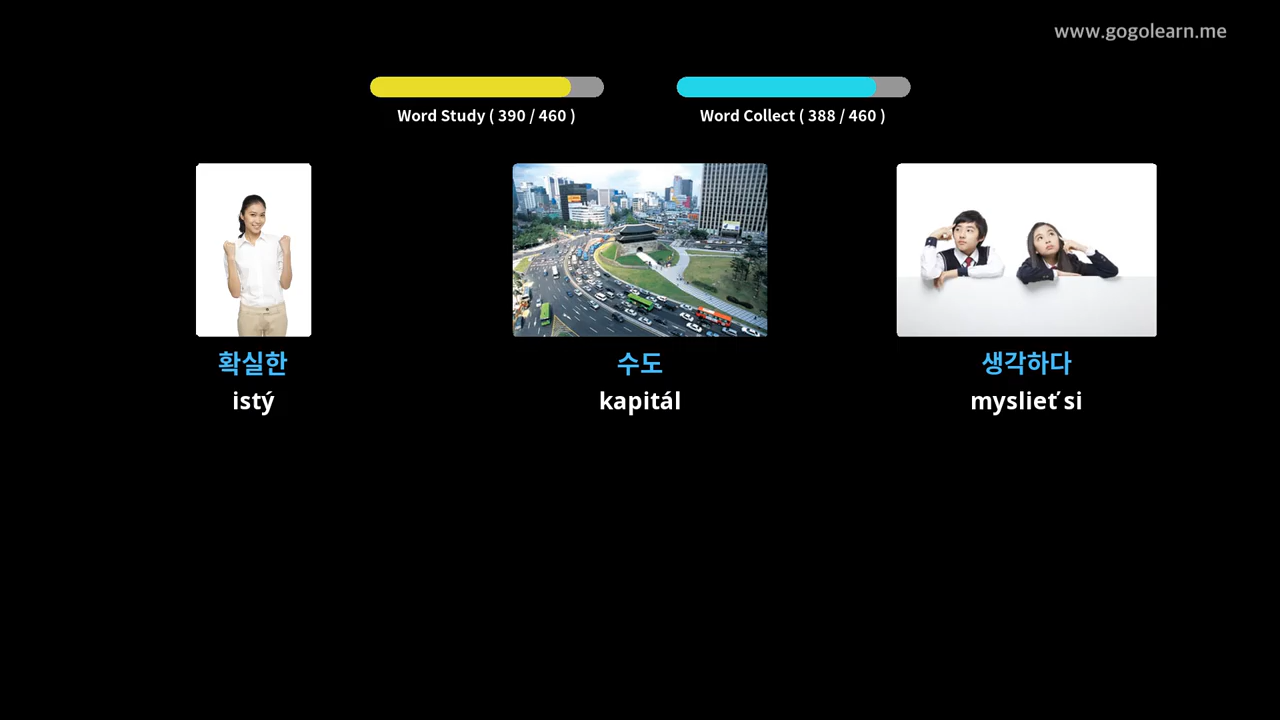 www.gogolearn.me
Word Study ( 390 / 460 )
Word Collect ( 388 / 460 )
확실한
istý
수도
kapitál
생각하다
myslieť si